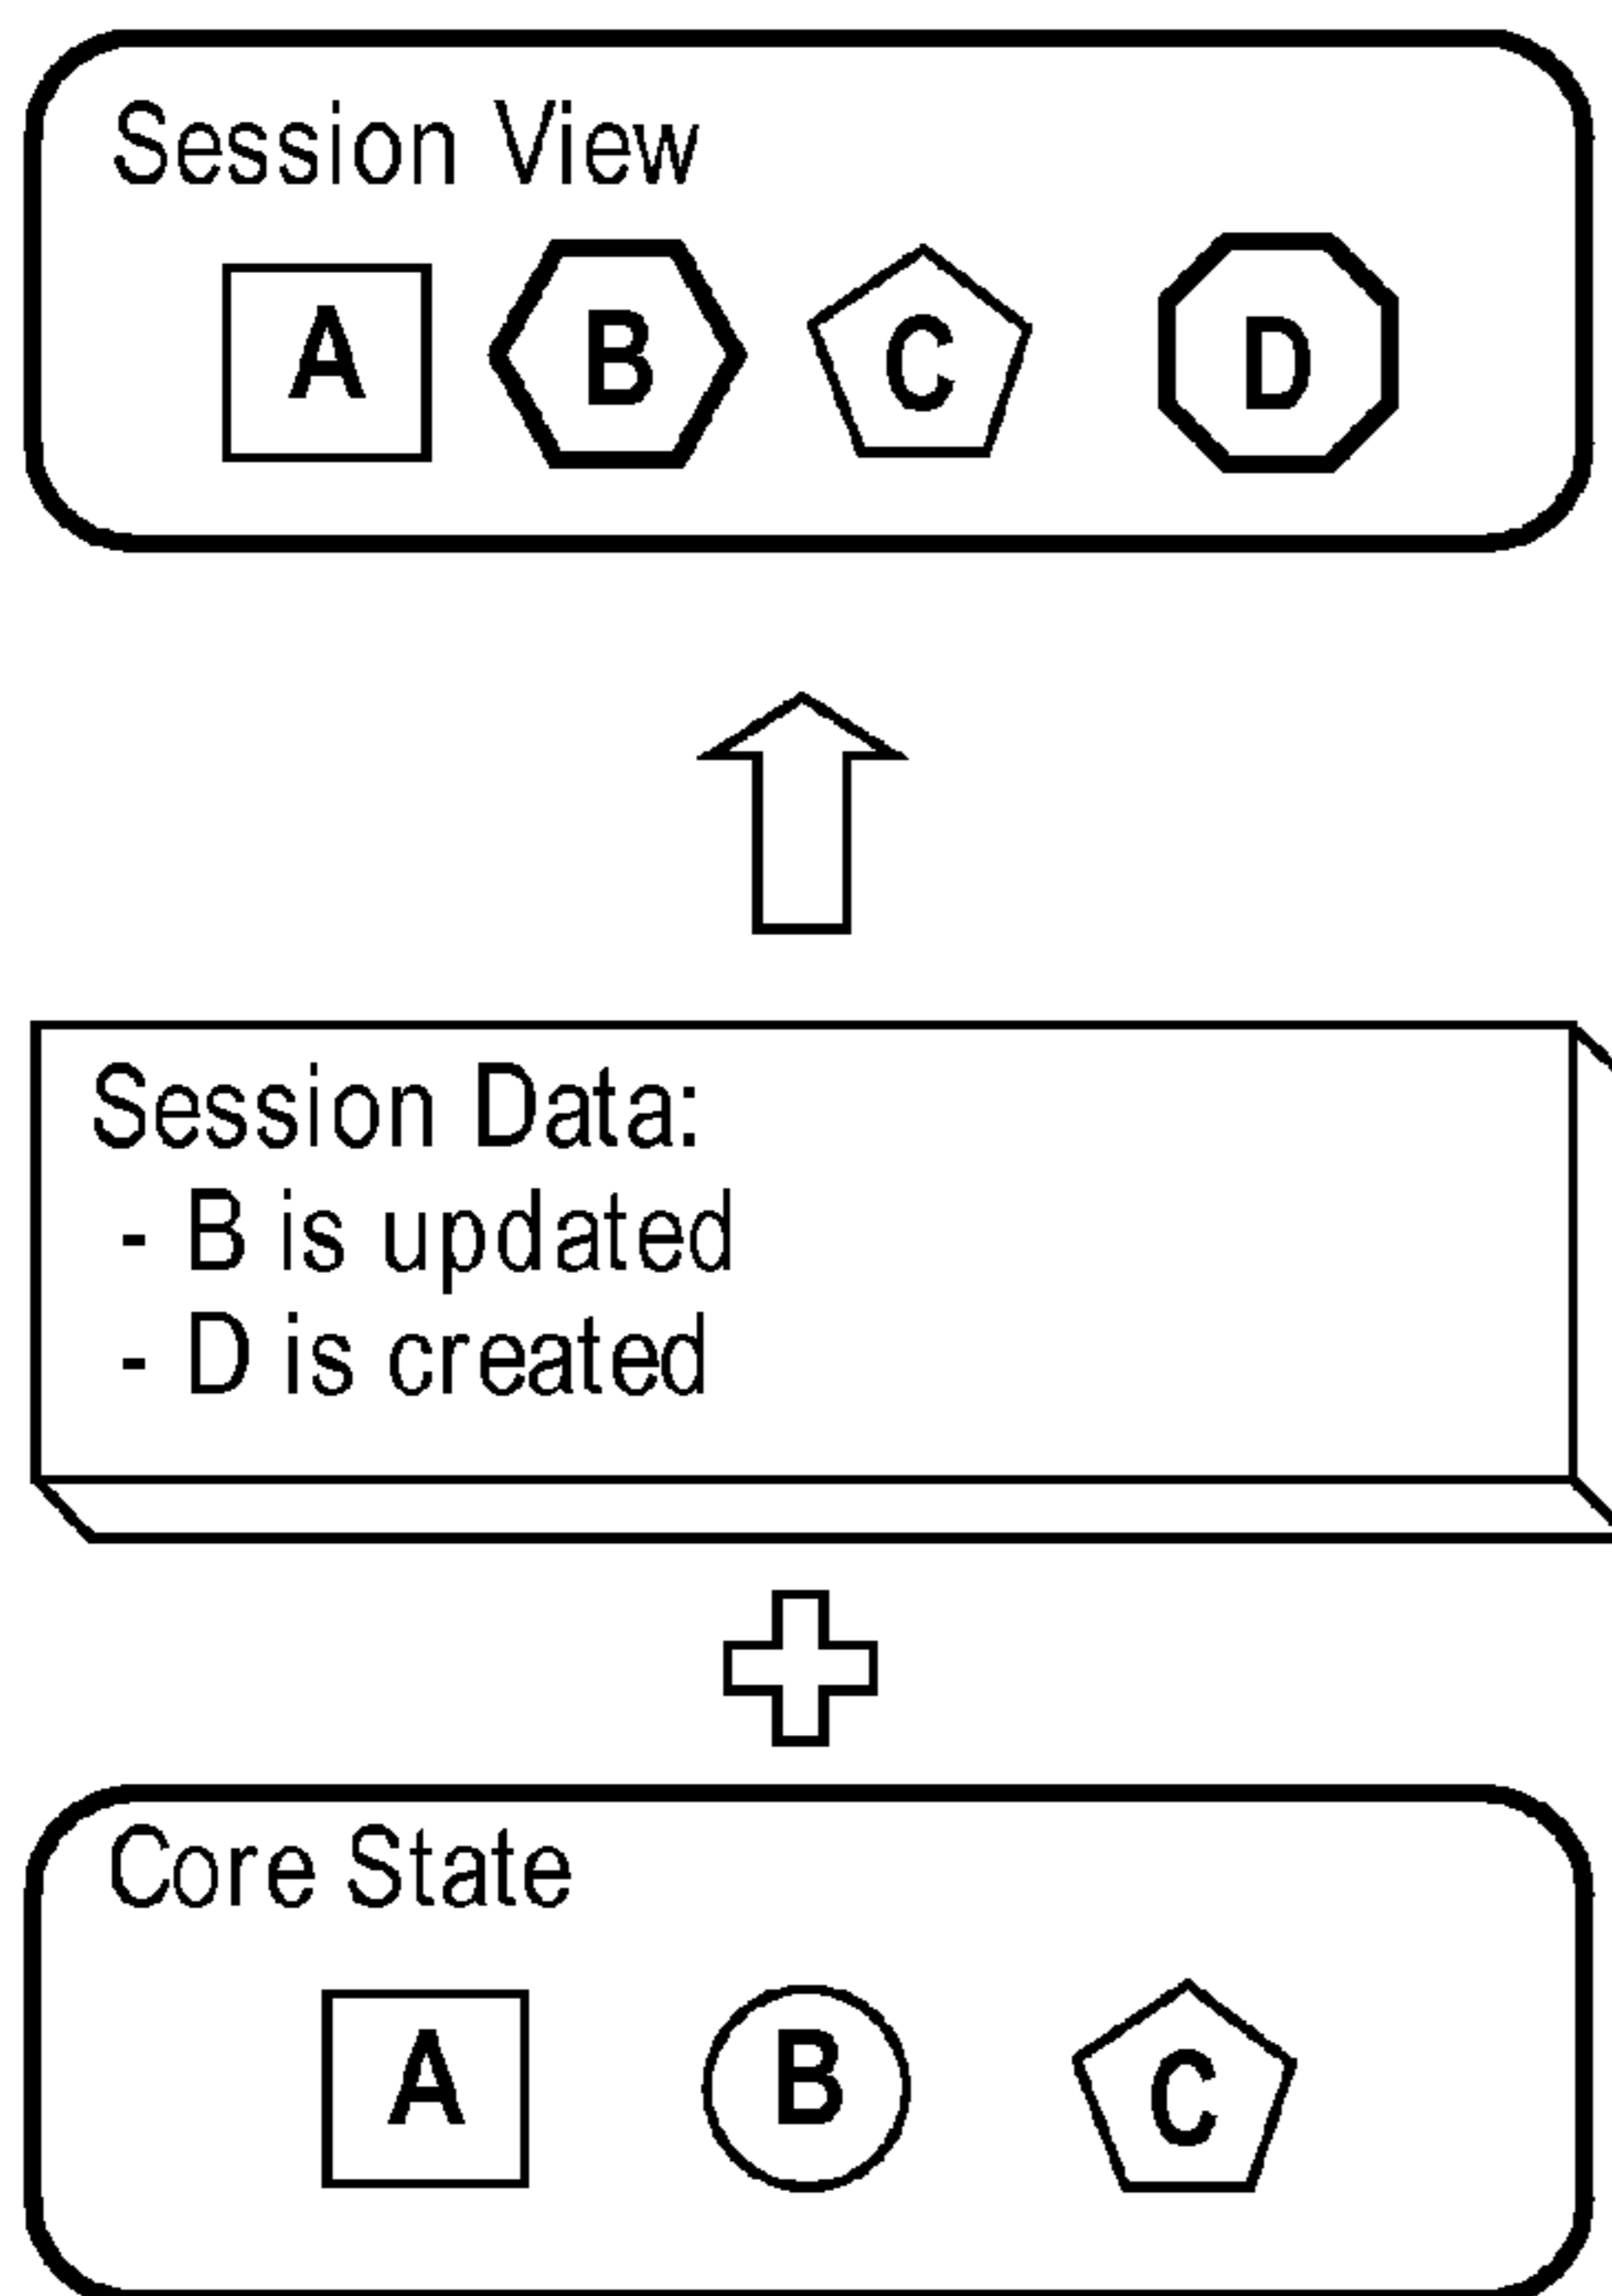 Session View
A B C D
Session Data:
- B is updated
- D is created
Core State
A B C